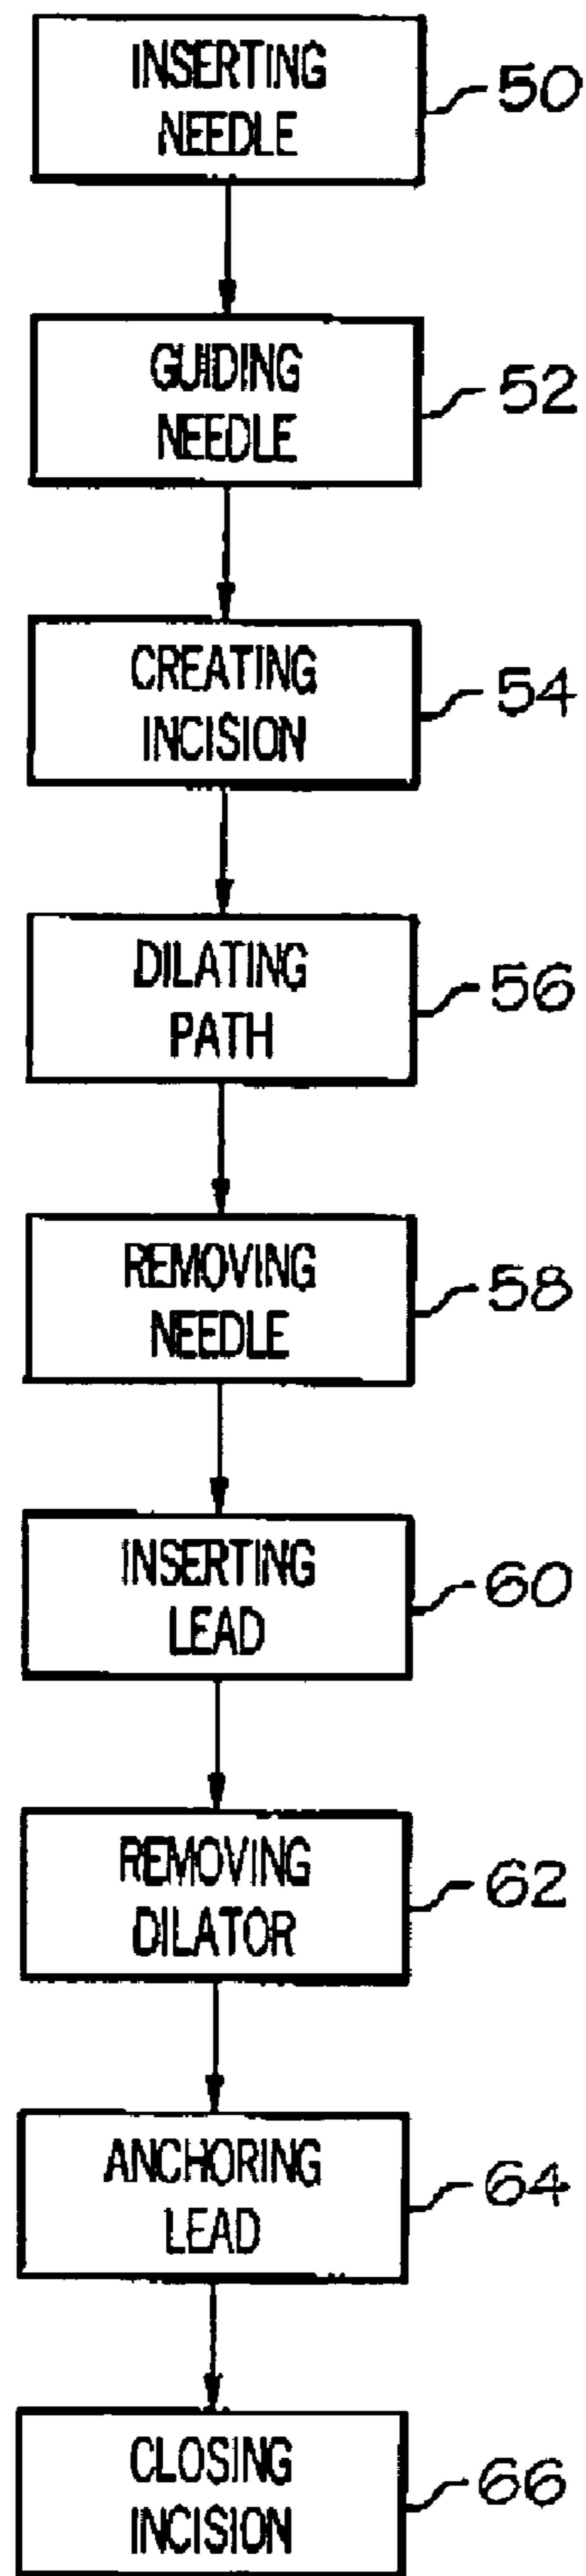 INSERTING
NEEDLE
50
GUIDING
NEEDLE
52
CREATING
INCISION
54
DILATING
PATH
56
REMOVING
NEEDLE
58
INSERTING
LEAD
60
REMOVING
DILATOR
62
ANCHORING
LEAD
64
CLOSING
INCISION
66